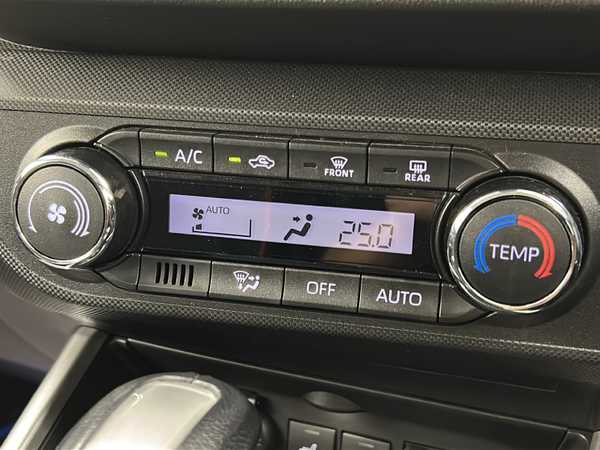 A/C
FRONT
REAR
AUTO
25.0
TEMP
OFF
AUTO